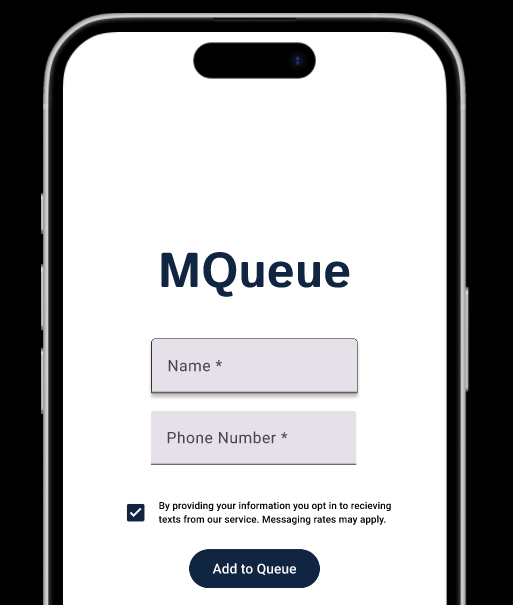 MQueue
Name *
Phone Number *
By providing your information you opt in to recieving
texts from our service. Messaging rates may apply.
Add to Queue